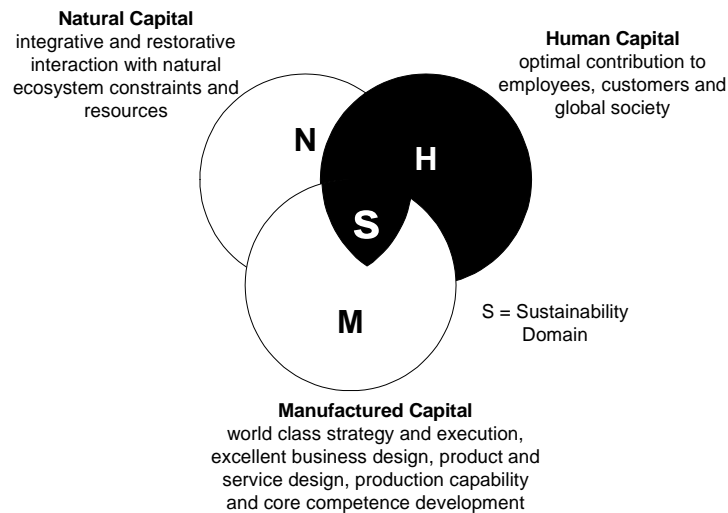 Natural Capital
integrative and restorative
interaction with natural
ecosystem constraints and
resources
Human Capital
optimal contribution to
employees, customers and
global society
N
H
S
M
S = Sustainability
Domain
Manufactured Capital
world class strategy and execution,
excellent business design, product and
service design, production capability
and core competence development